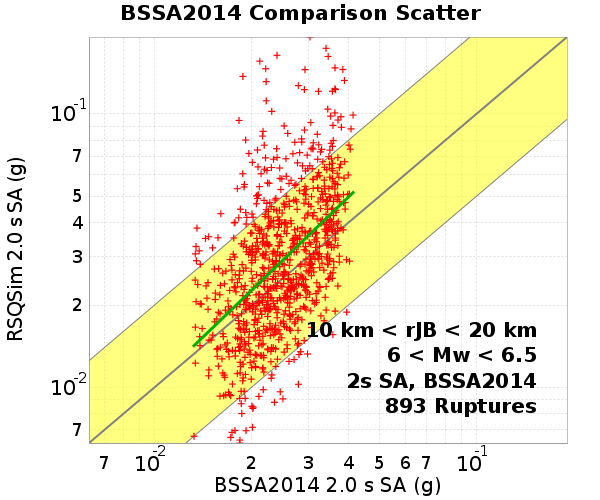 BSSA2014 Comparison Scatter
RSQSim 2.0 s SA (g)
10-1
7
5
4
3
2
10-2
7
10 km < rJB < 20 km
6 < Mw < 6.5
2s SA, BSSA2014
893 Ruptures
7 10-2 2 3 4 5 6 7 10-1
BSSA2014 2.0 s SA (g)